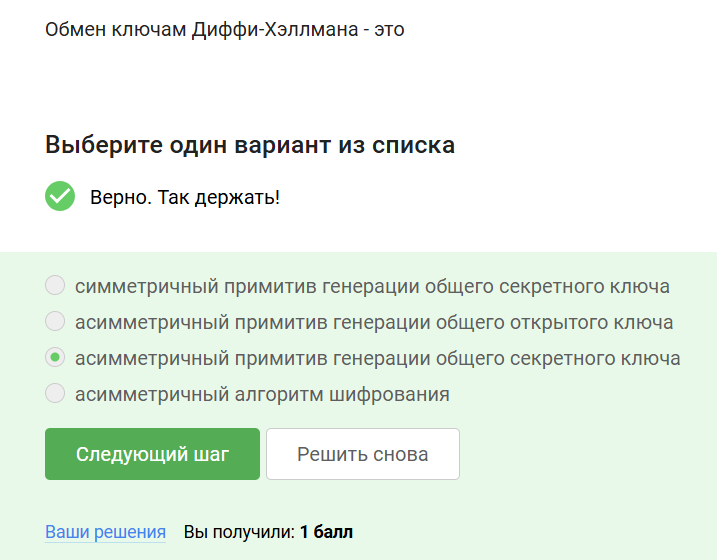 Обмен ключам Диффи-Хэллмана - это
Выберите один вариант из списка
Верно. Так держать!
симметричный примитив генерации общего секретного ключа
асимметричный примитив генерации общего открытого ключа
асимметричный примитив генерации общего секретного ключа
асимметричный алгоритм шифрования
Следующий шаг Решить снова
Ваши решения Вы получили: 1 балл